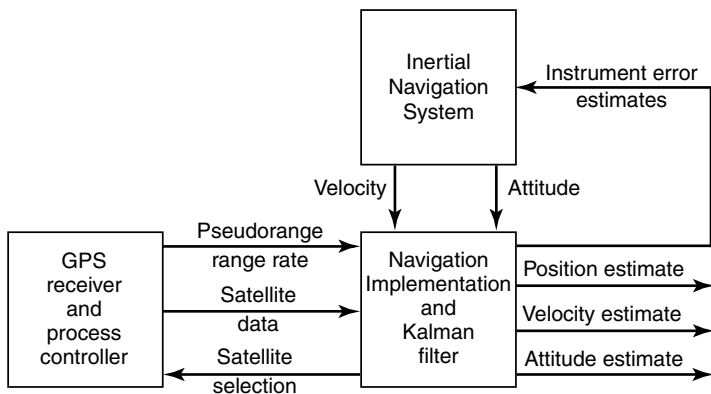 Inertial
Navigation
System
Instrument error
estimates
Velocity
Attitude
GPS
receiver
and
process
controller
Pseudorange
range rate
Satellite
data
Satellite
selection
Navigation
Implementation
and
Kalman
filter
Position estimate
Velocity estimate
Attitude estimate